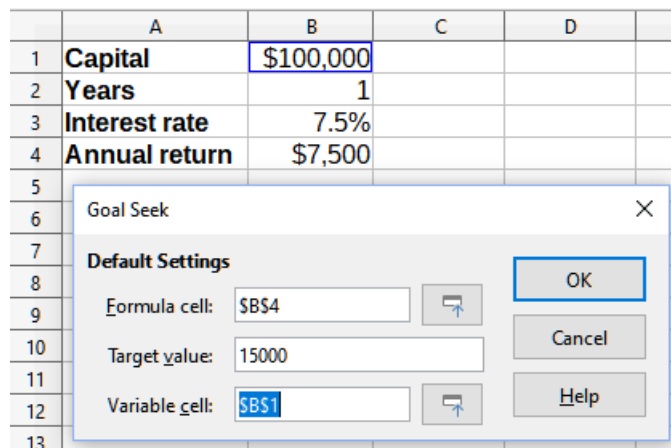 A B C D
1 Capital $100,000
2 Years 1
3 Interest rate 7.5%
4 Annual return $7,500
5
6
7
8
9
10
11
12
13
Goal Seek
Default Settings
Formula cell: $B$4
Target value: 15000
Variable cell: $B$1
OK
Cancel
Help